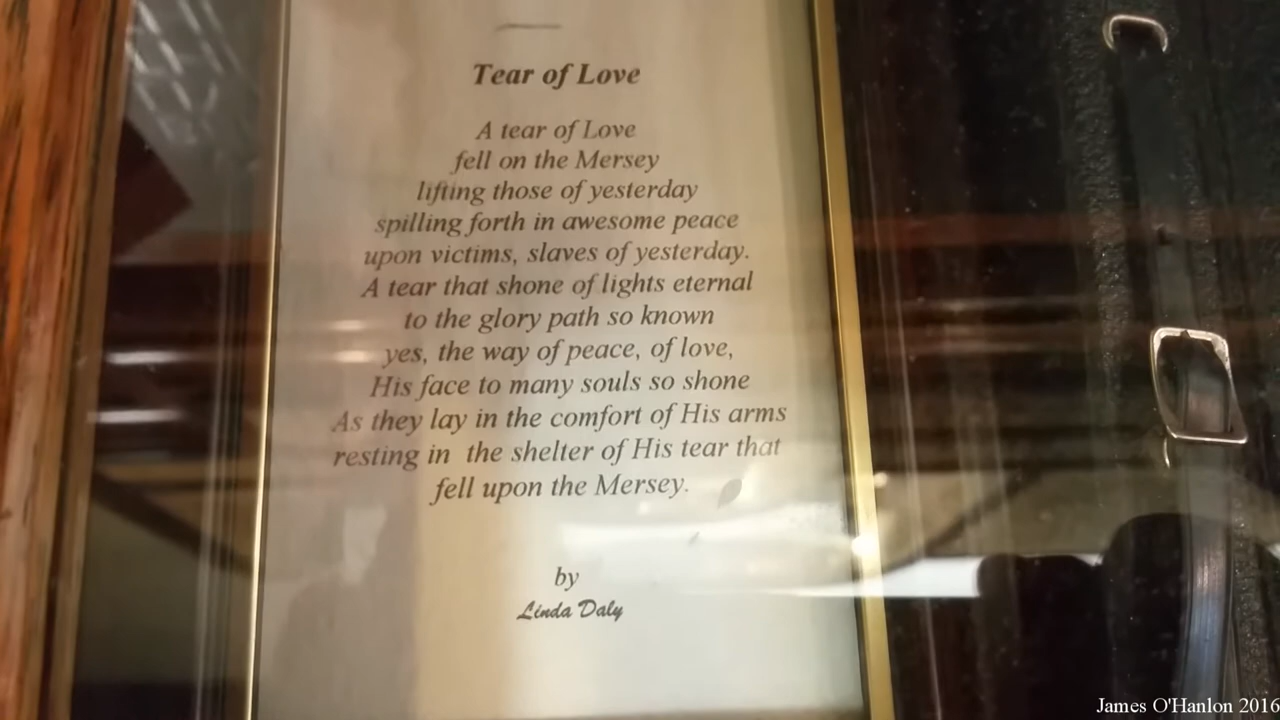 Tear of Love
A tear of Love
fell on the Mersey
lifting those of yesterday
spilling forth in awesome peace
upon victims, slaves of yesterday.
A tear that shone of lights eternal
to the glory path so known
yes, the way of peace, of love,
His face to many souls so shone
As they lay in the comfort of His arms
resting in the shelter of His tear that
fell upon the Mersey.
by
Linda Daly
James O'Hanlon 2016